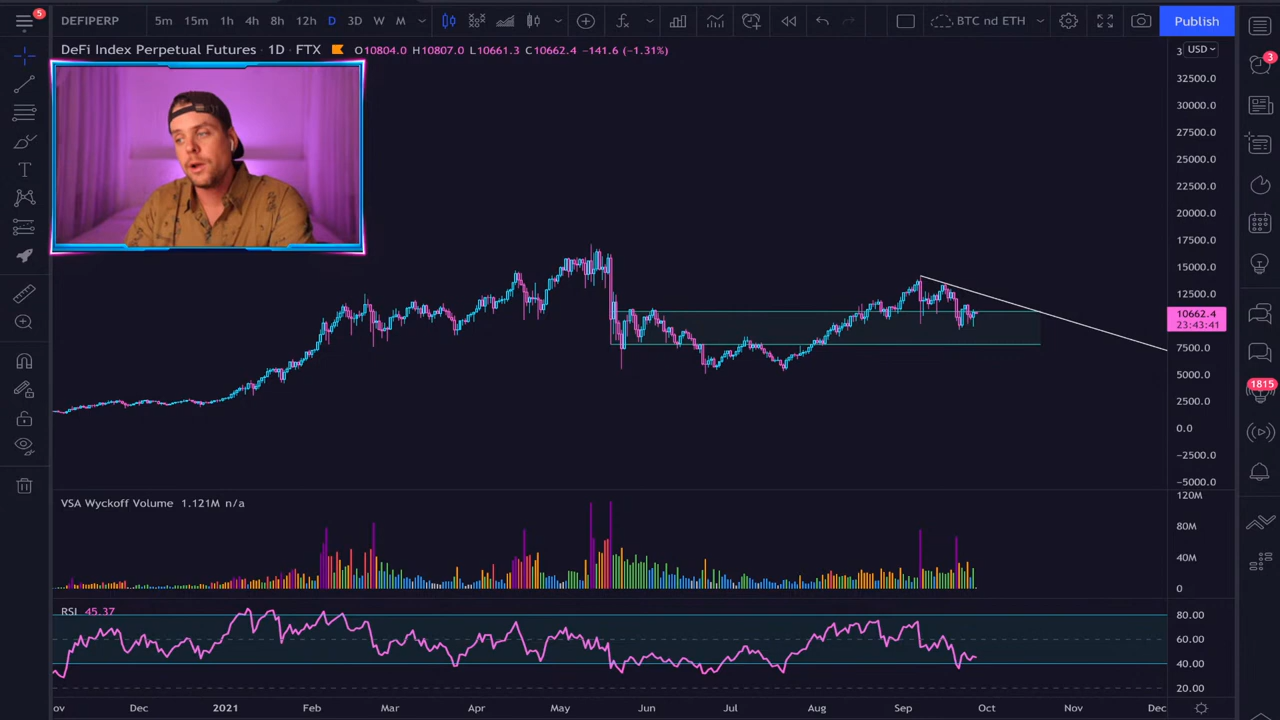 5
DEFIPERP 5m 15m 1h 4h 8h 12h D 3D W M BTC nd ETH Publish
DeFi Index Perpetual Futures · 1D · FTX O10804.0 H10807.0 L10661.3 C10662.4 -141.6 (-1.31%)
3 USD
3
32500.0
30000.0
27500.0
25000.0
22500.0
20000.0
17500.0
15000.0
12500.0
10662.4
23:43:41
7500.0
5000.0
2500.0
0.0
-2500.0
-5000.0
1815
VSA Wyckoff Volume 1.121M n/a
120M
80M
40M
0
RSI 45.37
80.00
60.00
40.00
20.00
ov Dec 2021 Feb Mar Apr May Jun Jul Aug Sep Oct Nov Dec